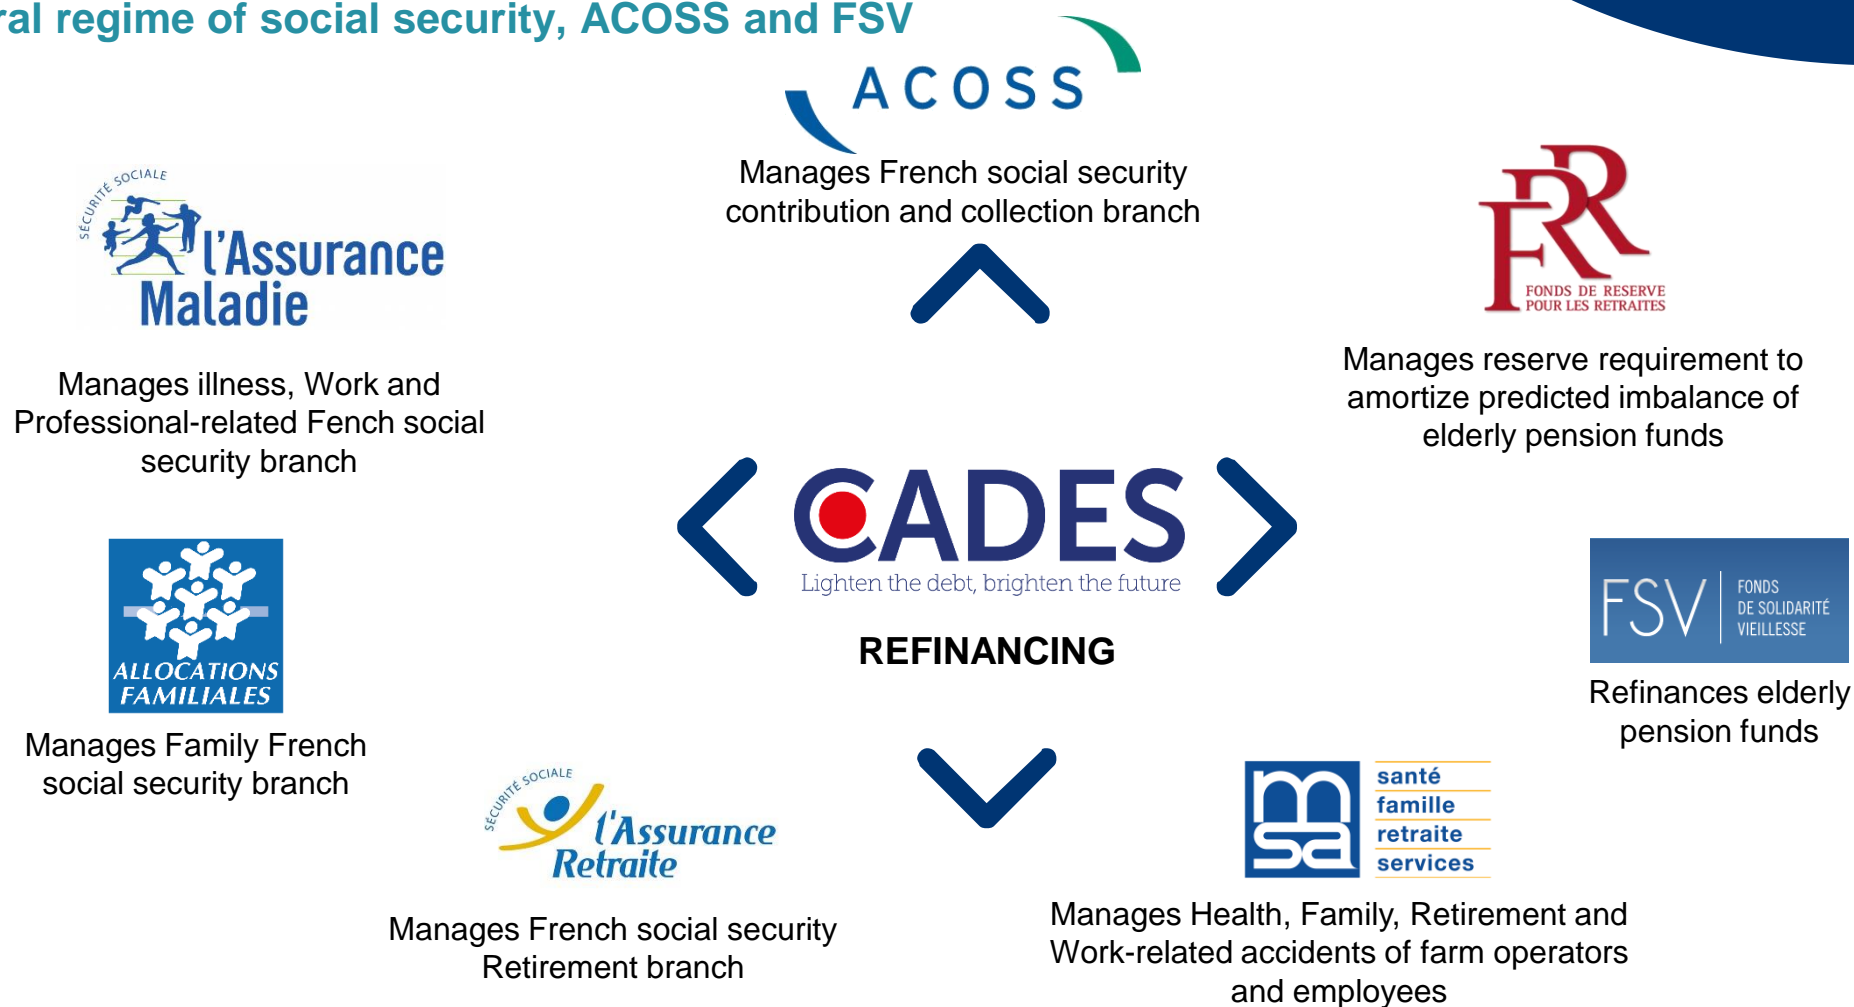 ral regime of social security, ACOSS and FSV
ACOSS
Manages French social security
contribution and collection branch
SÉCURITÉ SOCIALE
l'Assurance
Maladie
Manages illness, Work and
Professional-related Fench social
security branch
FRR
FONDS DE RESERVE
POUR LES RETRAITES
Manages reserve requirement to
amortize predicted imbalance of
elderly pension funds
CADES
Lighten the debt, brighten the future
REFINANCING
ALLOCATIONS
FAMILIALES
Manages Family French
social security branch
FSV
FONDS
DE SOLIDARITÉ
VIEILLESSE
Refinances elderly
pension funds
SÉCURITÉ SOCIALE
l'Assurance
Retraite
Manages French social security
Retirement branch
msa
santé
famille
retraite
services
Manages Health, Family, Retirement and
Work-related accidents of farm operators
and employees